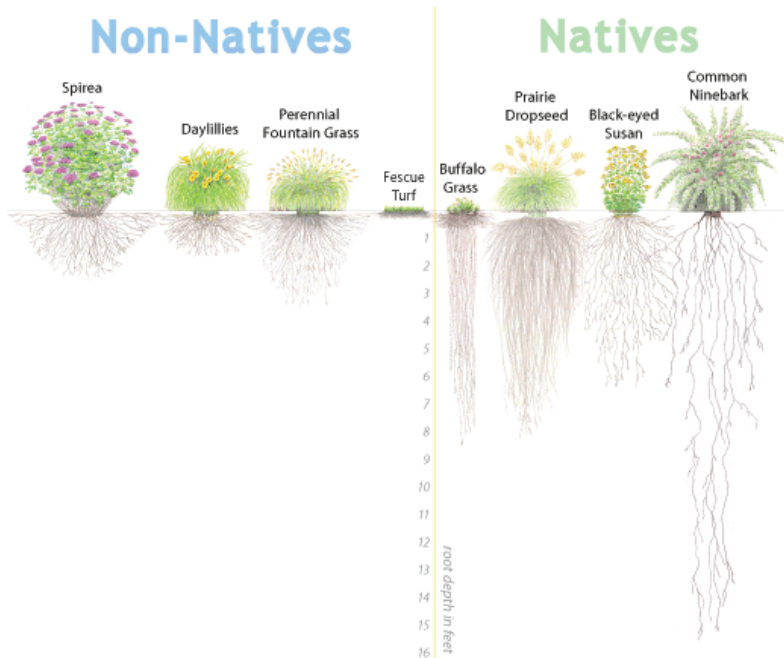 Non-Natives
Natives
Spirea
Daylillies
Perennial
Fountain Grass
Fescue
Turf
Buffalo
Grass
Prairie
Dropseed
Black-eyed
Susan
Common
Ninebark
1
2
3
4
5
6
7
8
9
10
11
12
13
14
15
16
root depth in feet